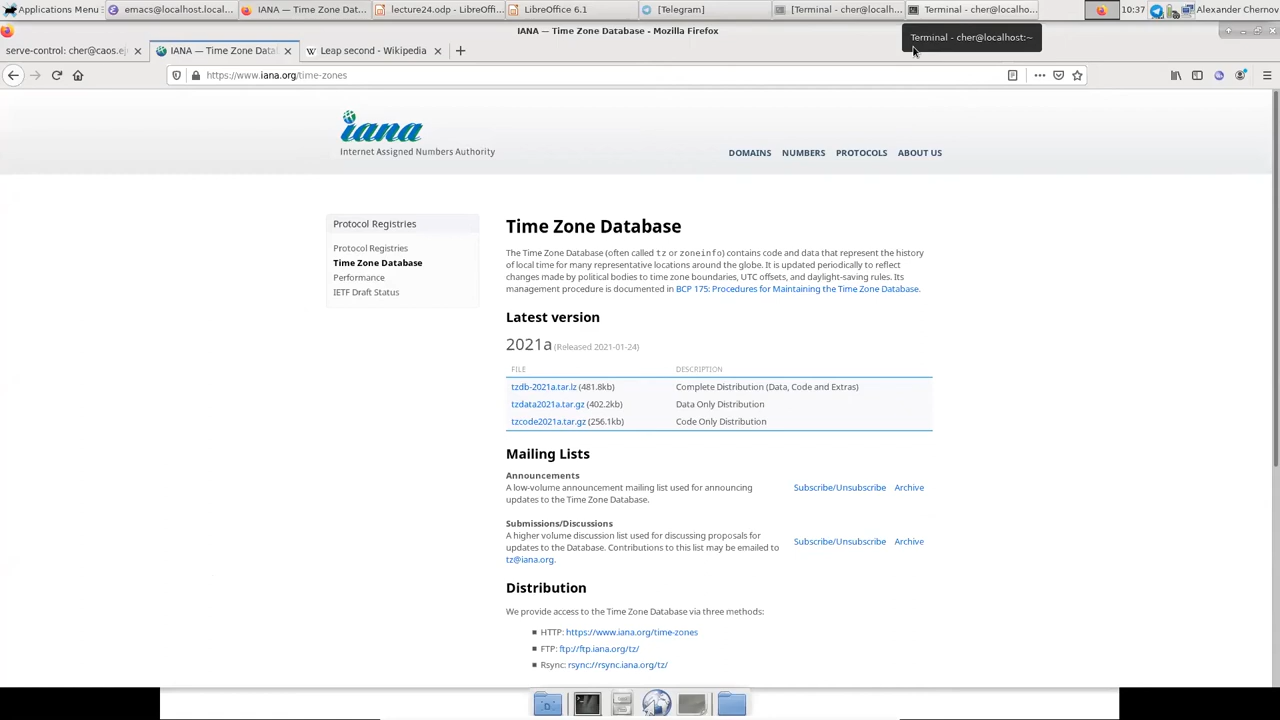 Applications Menu
emacs@localhost.local...
IANA — Time Zone Dat...
lecture24.odp - LibreOffi...
LibreOffice 6.1
[Telegram]
[Terminal - cher@localh...
Terminal - cher@localho...
10:37
Alexander Chernov
IANA — Time Zone Database - Mozilla Firefox
Terminal - cher@localhost:~
serve-control: cher@caos.ej
IANA — Time Zone Data
Leap second - Wikipedia
https://www.iana.org/time-zones
iana
Internet Assigned Numbers Authority
DOMAINS NUMBERS PROTOCOLS ABOUT US
Protocol Registries
Protocol Registries
Time Zone Database
Performance
IETF Draft Status
Time Zone Database
The Time Zone Database (often called tz or zoneinfo) contains code and data that represent the history
of local time for many representative locations around the globe. It is updated periodically to reflect
changes made by political bodies to time zone boundaries, UTC offsets, and daylight-saving rules. Its
management procedure is documented in BCP 175: Procedures for Maintaining the Time Zone Database.
Latest version
2021a (Released 2021-01-24)
FILE DESCRIPTION
tzdb-2021a.tar.lz (481.8kb) Complete Distribution (Data, Code and Extras)
tzdata2021a.tar.gz (402.2kb) Data Only Distribution
tzcode2021a.tar.gz (256.1kb) Code Only Distribution
Mailing Lists
Announcements
A low-volume announcement mailing list used for announcing
updates to the Time Zone Database.
Subscribe/Unsubscribe Archive
Submissions/Discussions
A higher volume discussion list used for discussing proposals for
updates to the Database. Contributions to this list may be emailed to
tz@iana.org.
Subscribe/Unsubscribe Archive
Distribution
We provide access to the Time Zone Database via three methods:
HTTP: https://www.iana.org/time-zones
FTP: ftp://ftp.iana.org/tz/
Rsync: rsync://rsync.iana.org/tz/